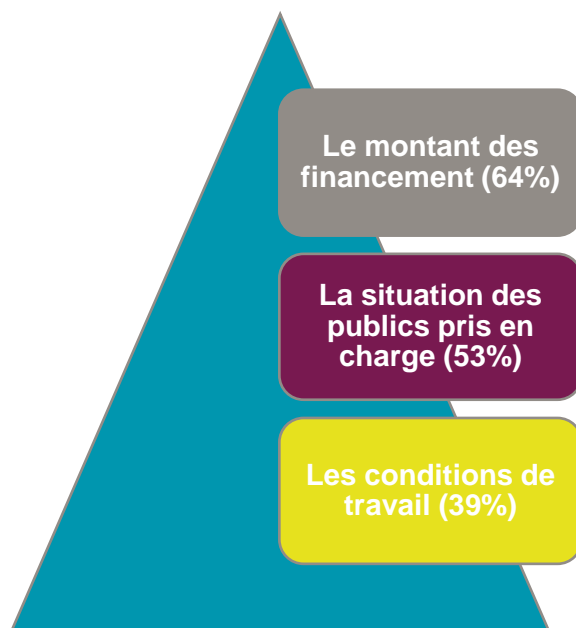 Le montant des
financement (64%)
La situation des
publics pris en
charge (53%)
Les conditions de
travail (39%)